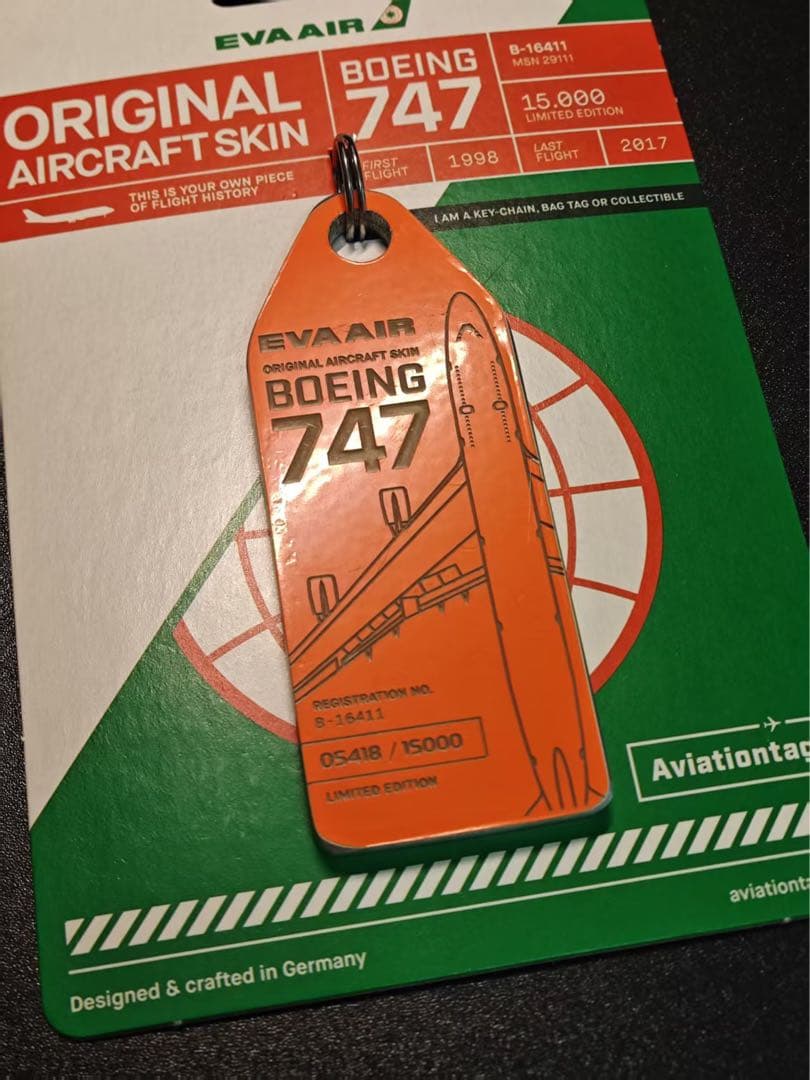 EVA AIR
ORIGINAL
AIRCRAFT SKIN
THIS IS YOUR OWN PIECE
OF FLIGHT HISTORY
BOEING
747
B-16411
MSN 29111
15.000
LIMITED EDITION
FIRST
FLIGHT
1998
LAST
FLIGHT
2017
I AM A KEY-CHAIN, BAG TAG OR COLLECTIBLE
EVA AIR
ORIGINAL AIRCRAFT SKIN
BOEING
747
REGISTRATION NO.
B-16411
05418 / 15000
LIMITED EDITION
Aviationtag
aviationta
Designed & crafted in Germany